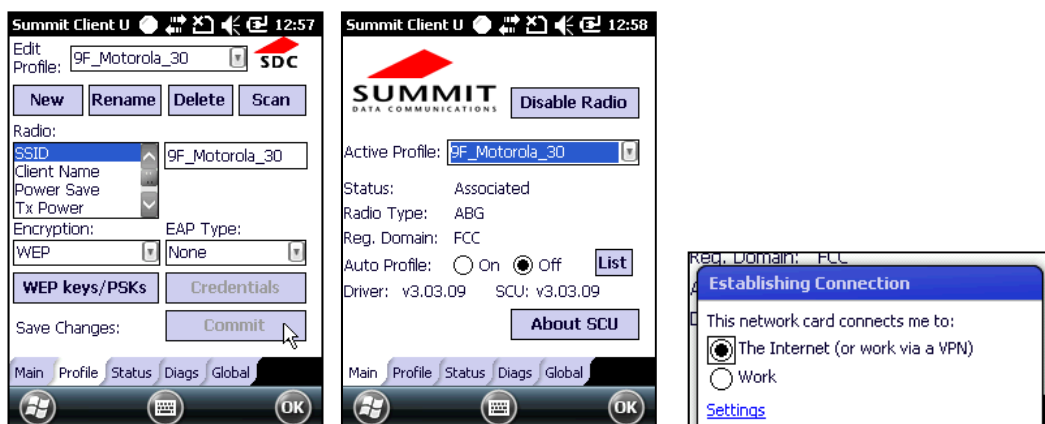 Summit Client U 12:57
Edit
Profile: 9F_Motorola_30
SDC
New Rename Delete Scan
Radio:
SSID 9F_Motorola_30
Client Name
Power Save
Tx Power
Encryption: EAP Type:
WEP None
WEP keys/PSKs Credentials
Save Changes: Commit
Main Profile Status Diags Global
OK
Summit Client U 12:58
SUMMIT
DATA COMMUNICATIONS
Disable Radio
Active Profile: 9F_Motorola_30
Status: Associated
Radio Type: ABG
Reg. Domain: FCC
Auto Profile: On Off List
Driver: v3.03.09 SCU: v3.03.09
About SCU
Main Profile Status Diags Global
OK
Reg. Domain: FCC
Establishing Connection
This network card connects me to:
The Internet (or work via a VPN)
Work
Settings